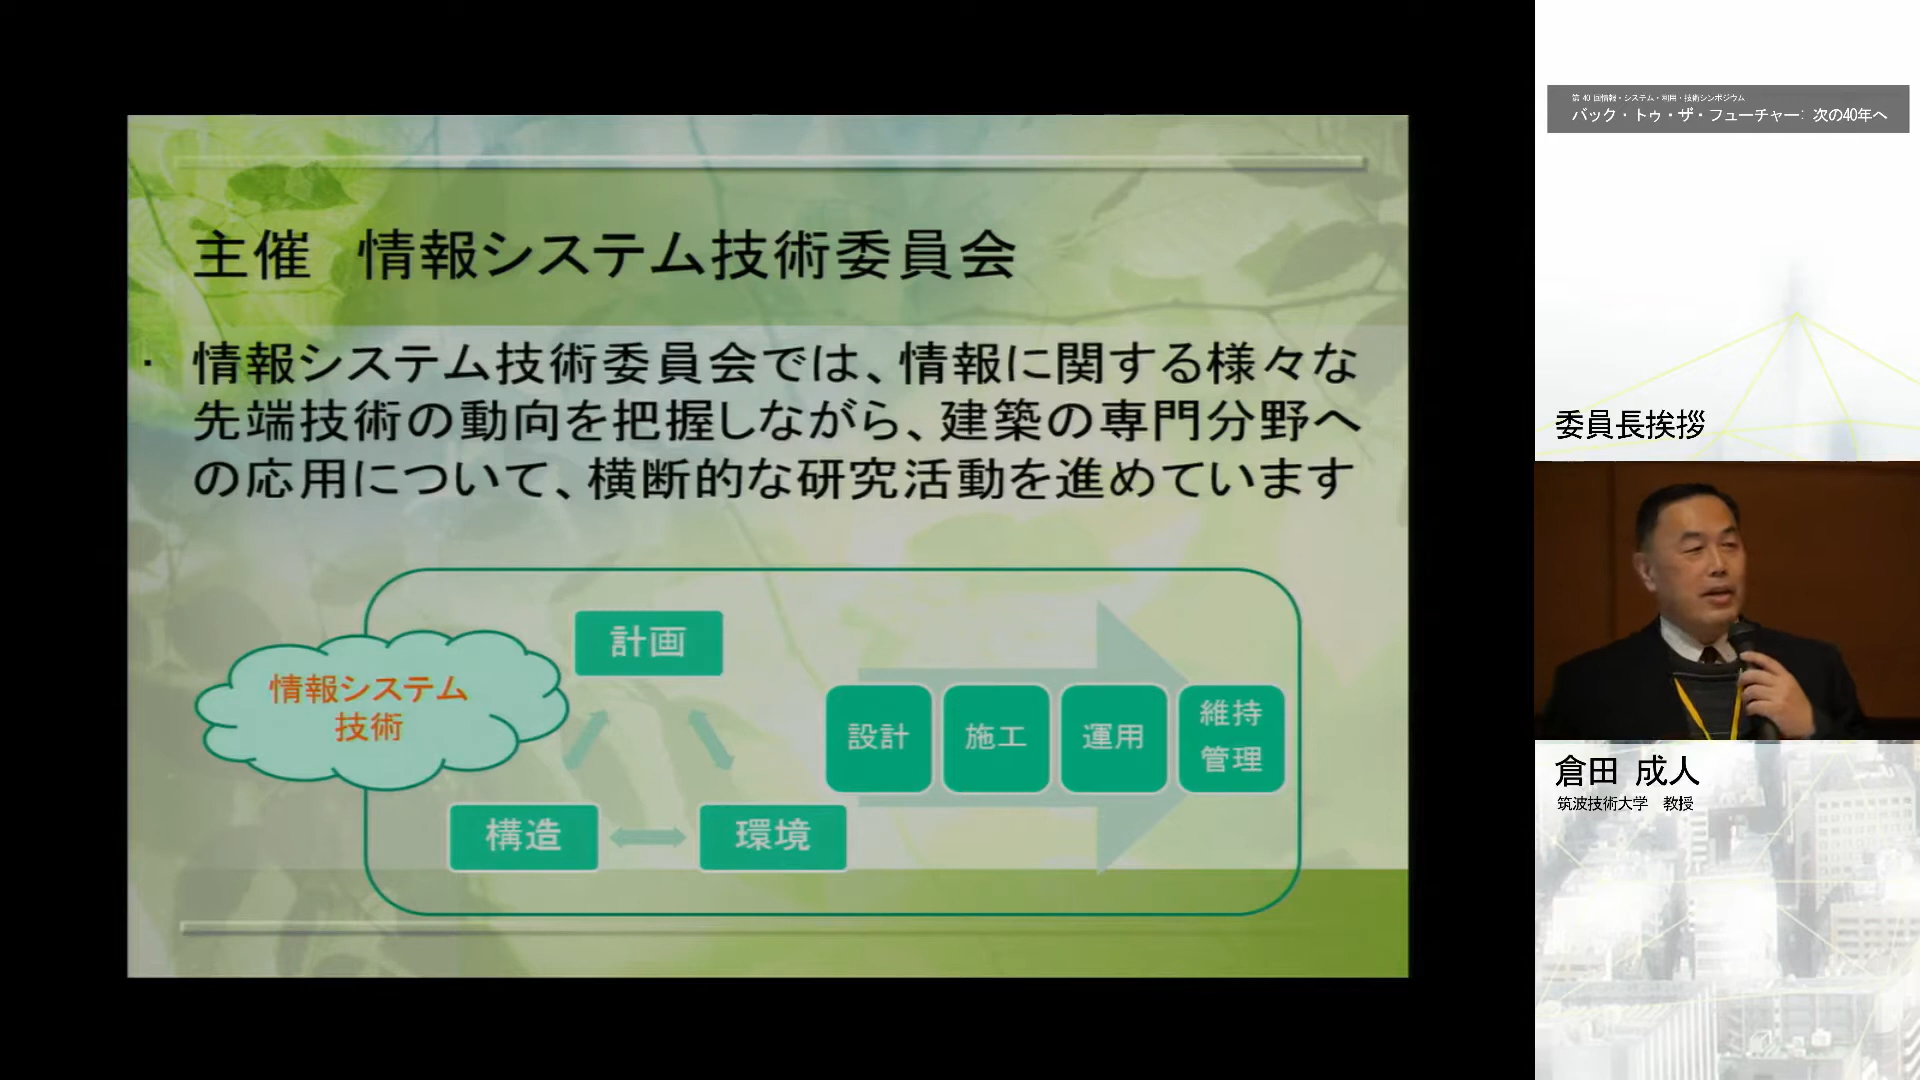 主催　情報システム技術委員会
・ 情報システム技術委員会では、情報に関する様々な
先端技術の動向を把握しながら、建築の専門分野へ
の応用について、横断的な研究活動を進めています
情報システム
技術
計画
構造
環境
設計
施工
運用
維持
管理
第 40 回情報・システム・利用・技術シンポジウム
バック・トゥ・ザ・フューチャー: 次の40年へ
委員長挨拶
倉田 成人
筑波技術大学　教授